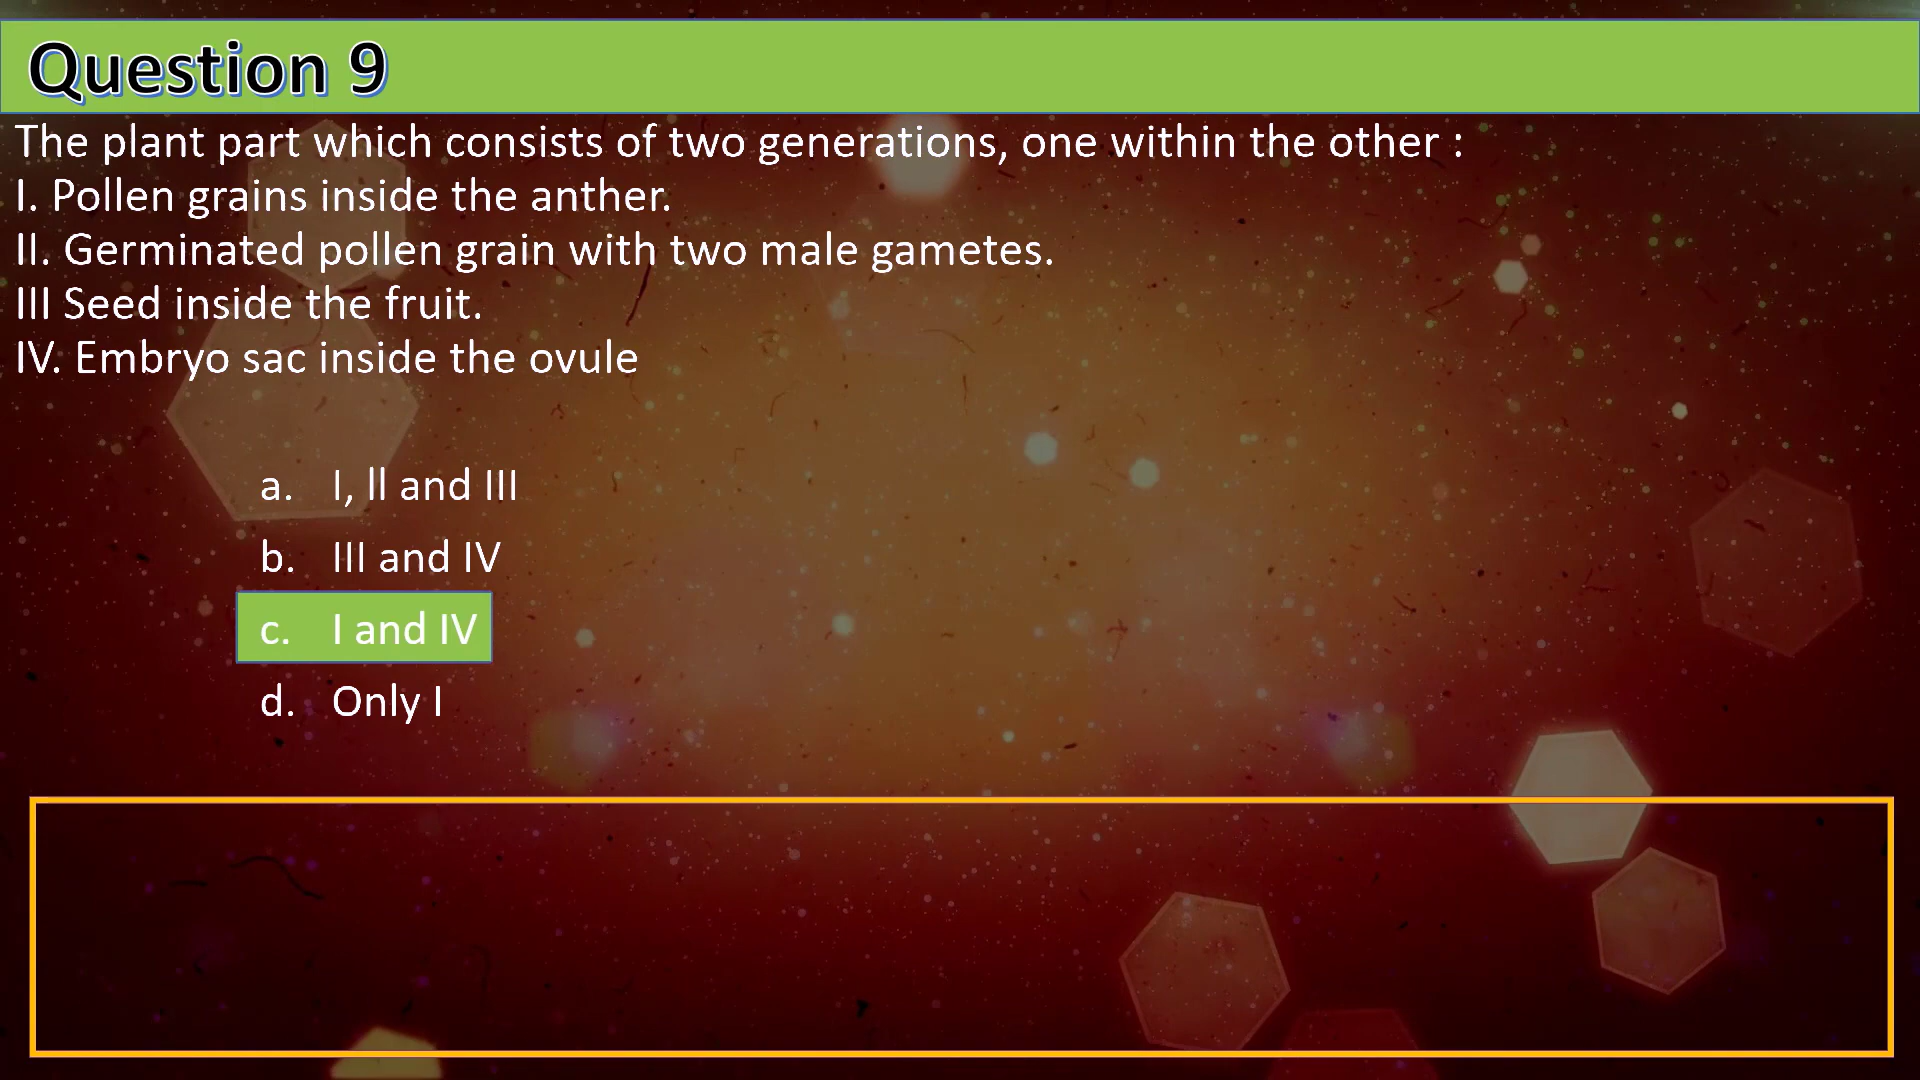 Question 9
The plant part which consists of two generations, one within the other :
I. Pollen grains inside the anther.
II. Germinated pollen grain with two male gametes.
III Seed inside the fruit.
IV. Embryo sac inside the ovule
a. I, ll and III
b. III and IV
c. I and IV
d. Only I